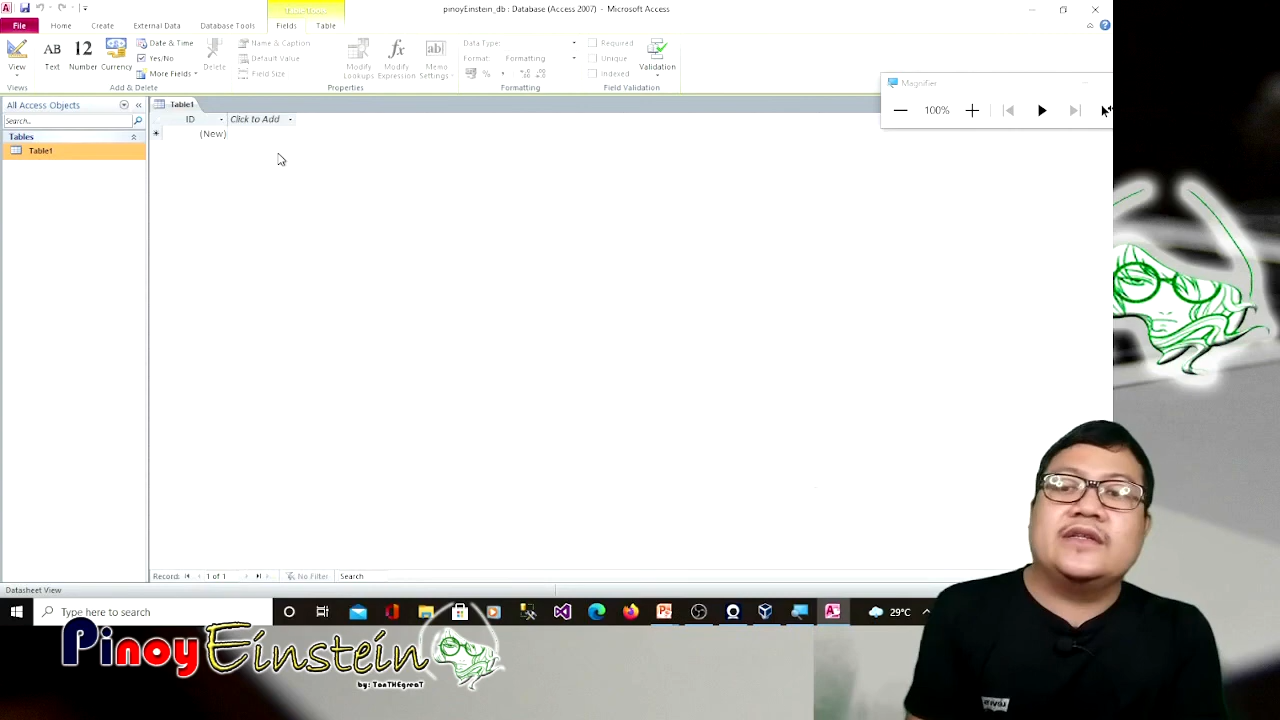 pinoyEinstein_db : Database (Access 2007) - Microsoft Access
File Home Create External Data Database Tools Fields Table
View
Text
Number
Currency
Date & Time
Yes/No
More Fields
Delete
Name & Caption
Default Value
Field Size
Modify Lookups
Modify Expression
Memo Settings
Data Type:
Format: Formatting
Required
Unique
Indexed
Validation
Views Add & Delete Properties Formatting Field Validation
Magnifier
100%
All Access Objects
Search...
Tables
Table1
Table1
ID Click to Add
(New)
Record: 1 of 1 No Filter Search
Datasheet View
Type here to search
29°C
Pinoy Einstein
by: TanTHEgreaT